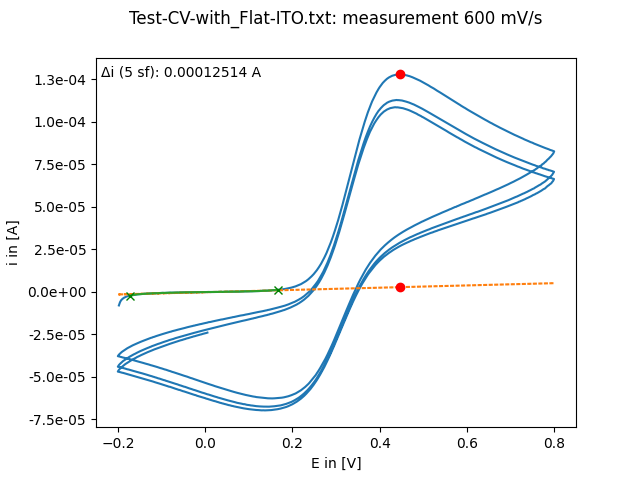 Test-CV-with_Flat-ITO.txt: measurement 600 mV/s
Δi (5 sf): 0.00012514 A
1.3e-04
1.0e-04
7.5e-05
5.0e-05
2.5e-05
0.0e+00
-2.5e-05
-5.0e-05
-7.5e-05
i in [A]
−0.2 0.0 0.2 0.4 0.6 0.8
E in [V]